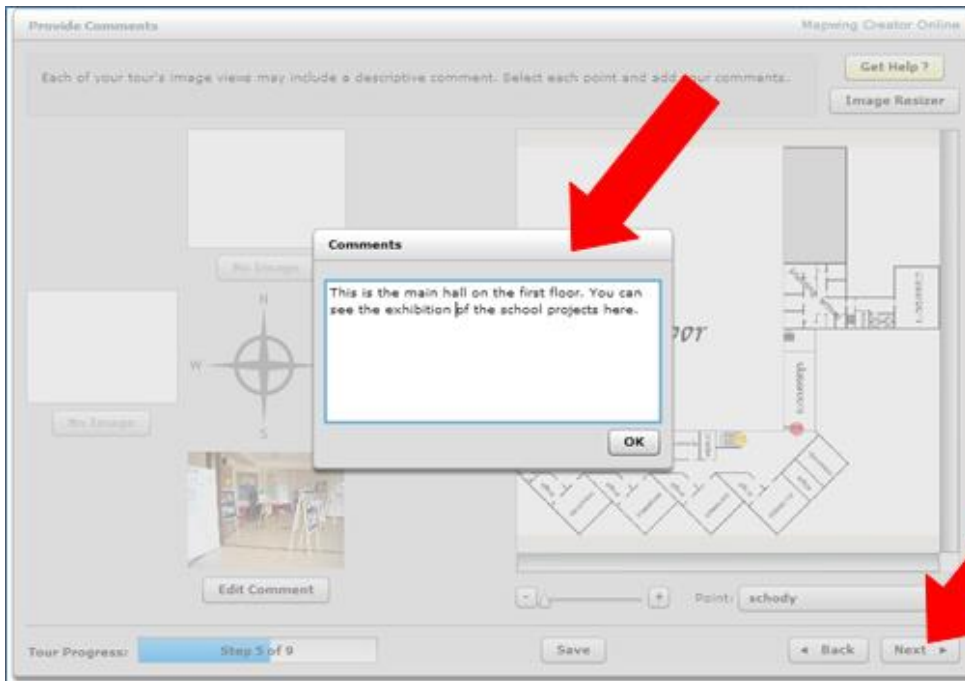 Provide Comments
Mapwing Creator Online
Each of your tour's image views may include a descriptive comment. Select each point and add your comments.
Get Help ?
Image Resizer
No Image
Comments
This is the main hall on the first floor. You can
see the exhibition of the school projects here.
OK
N
W
S
No Image
Edit Comment
- +
Point: schody
Tour Progress:
Step 5 of 9
Save
Back
Next